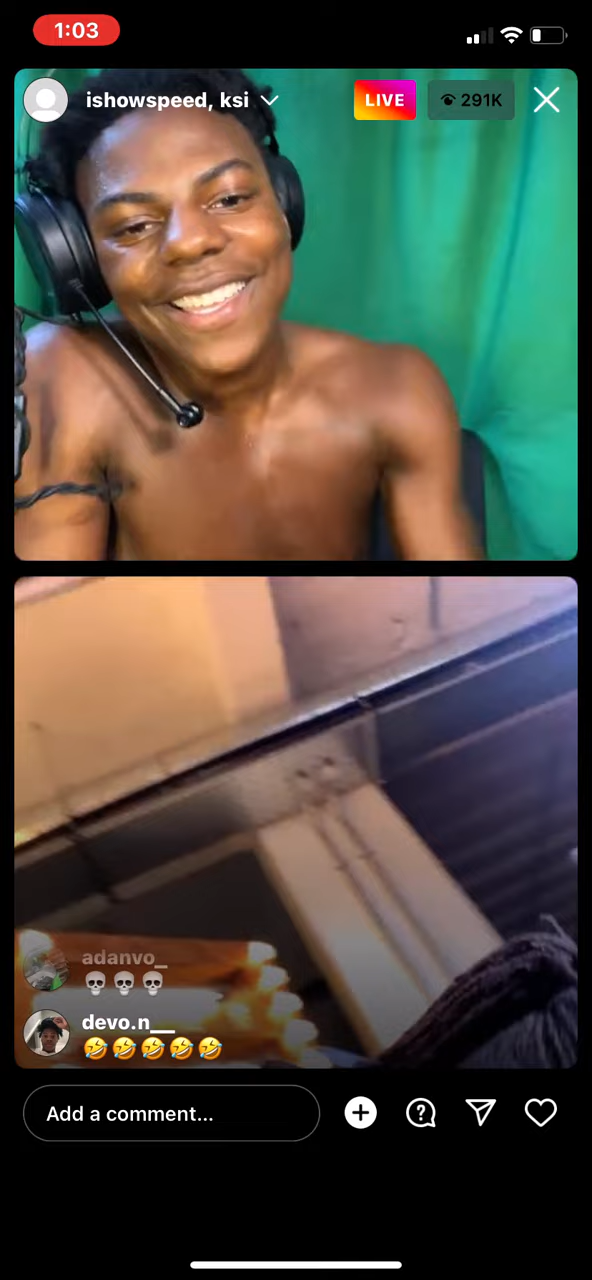 1:03
ishowspeed, ksi
LIVE
291K
adanvo_
💀💀💀
devo.n__
🤣🤣🤣🤣🤣
Add a comment...